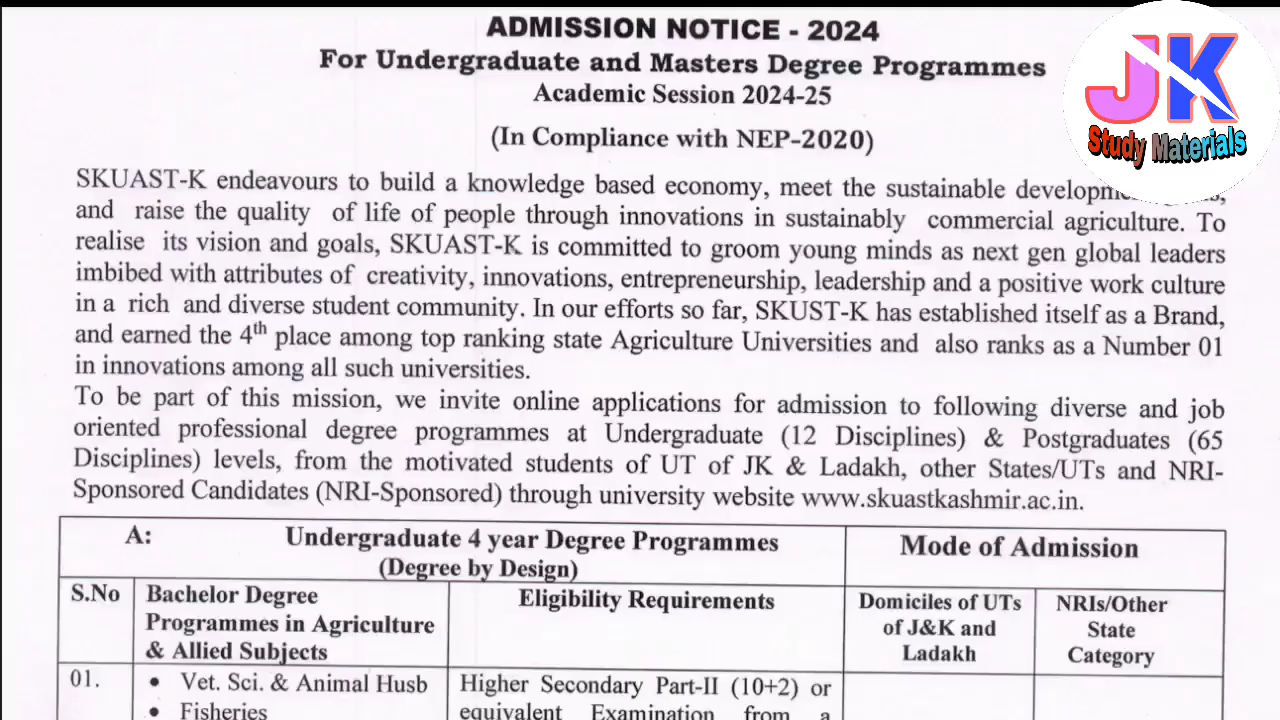 ADMISSION NOTICE - 2024
For Undergraduate and Masters Degree Programmes
Academic Session 2024-25
(In Compliance with NEP-2020)
JK
Study Materials
SKUAST-K endeavours to build a knowledge based economy, meet the sustainable
and raise the quality of life of people through innovations in sustainably commercial agriculture. To
realise its vision and goals, SKUAST-K is committed to groom young minds as next gen global leaders
imbibed with attributes of creativity, innovations, entrepreneurship, leadership and a positive work culture
in a rich and diverse student community. In our efforts so far, SKUST-K has established itself as a Brand,
and earned the 4th place among top ranking state Agriculture Universities and also ranks as a Number 01
in innovations among all such universities.
To be part of this mission, we invite online applications for admission to following diverse and job
oriented professional degree programmes at Undergraduate (12 Disciplines) & Postgraduates (65
Disciplines) levels, from the motivated students of UT of JK & Ladakh, other States/UTs and NRI-
Sponsored Candidates (NRI-Sponsored) through university website www.skuastkashmir.ac.in.
A: Undergraduate 4 year Degree Programmes
(Degree by Design)
Mode of Admission
S.No
Bachelor Degree
Programmes in Agriculture
& Allied Subjects
Eligibility Requirements
Domiciles of UTs
of J&K and
Ladakh
NRIs/Other
State
Category
01.
• Vet. Sci. & Animal Husb
• Fisheries
Higher Secondary Part-II (10+2) or
equivalent Examination from a